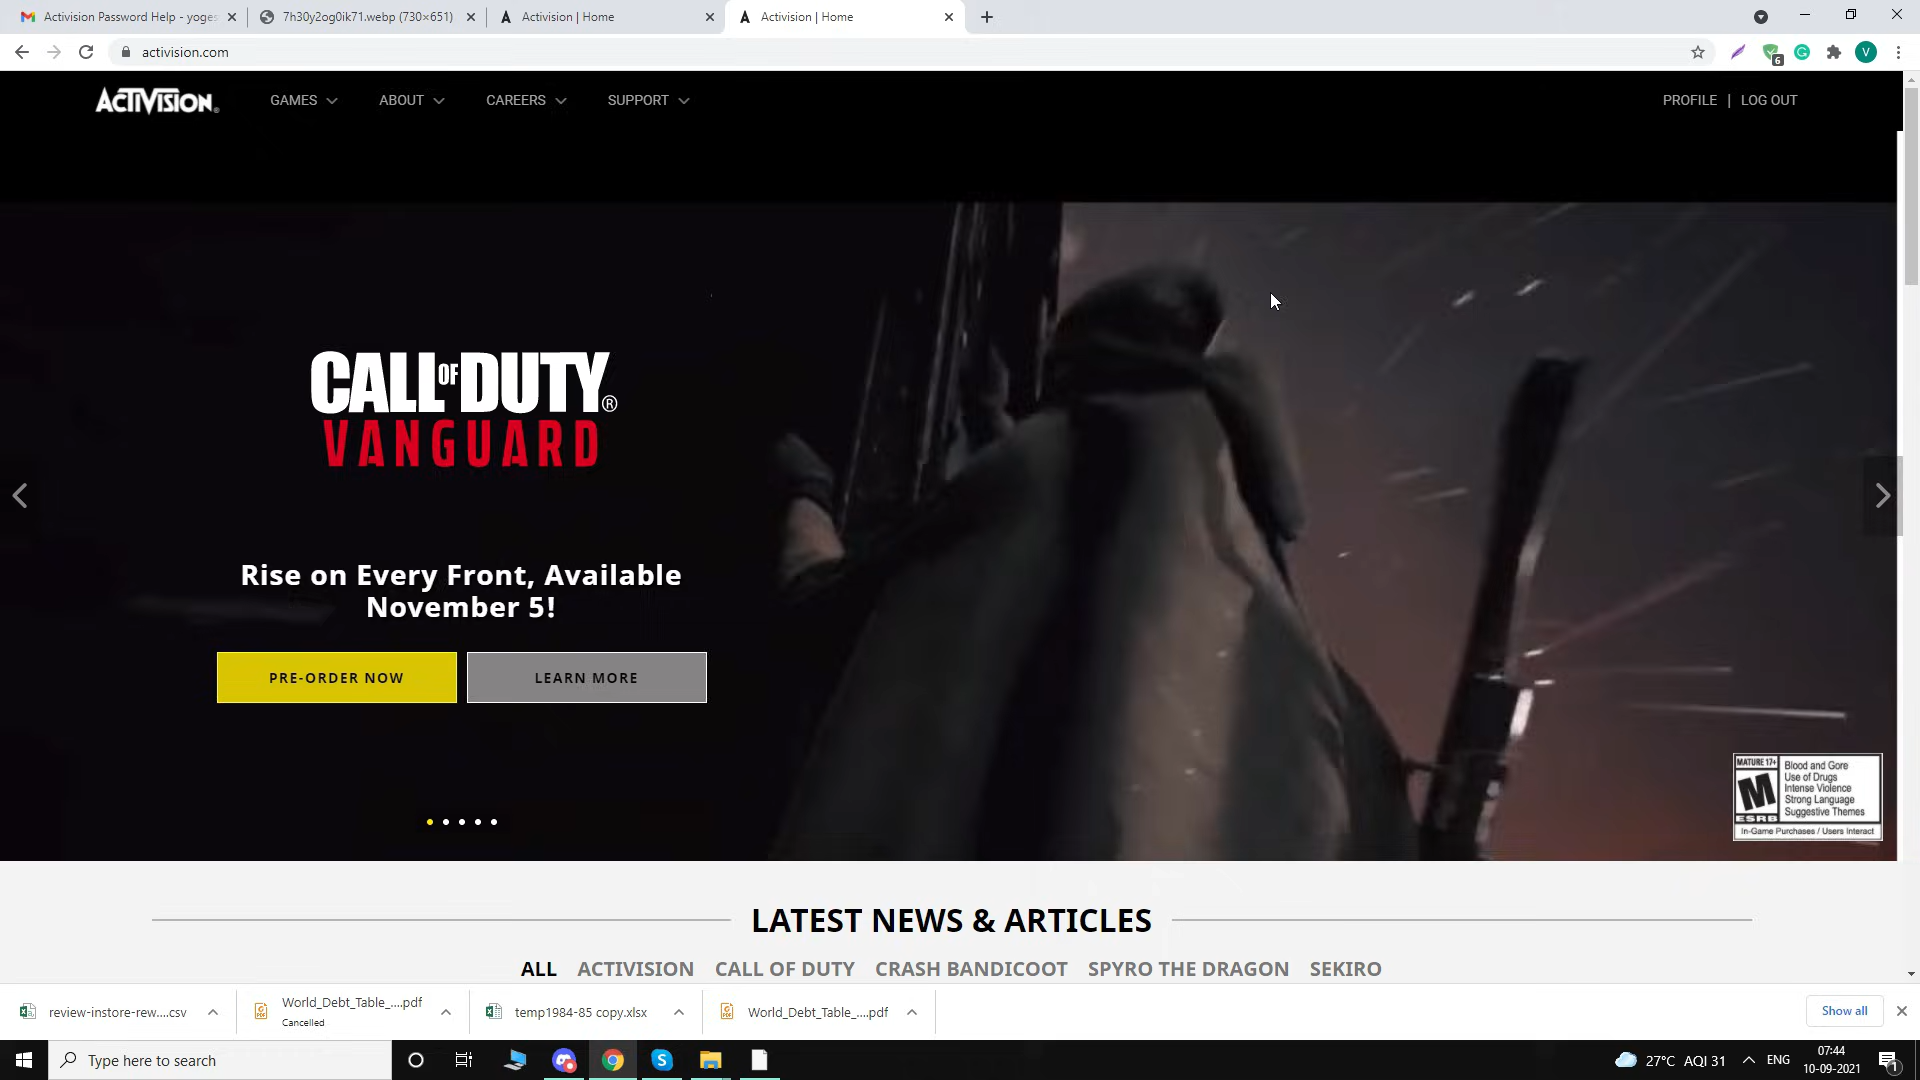 Activision Password Help - yoges
7h30y2og0ik71.webp (730×651)
Activision | Home
Activision | Home
activision.com
6
V
ACTIVISION.
GAMES
ABOUT
CAREERS
SUPPORT
PROFILE | LOG OUT
CALL OF DUTY®
VANGUARD
Rise on Every Front, Available
November 5!
PRE-ORDER NOW
LEARN MORE
MATURE 17+
M
ESRB
Blood and Gore
Use of Drugs
Intense Violence
Strong Language
Suggestive Themes
In-Game Purchases / Users Interact
LATEST NEWS & ARTICLES
ALL ACTIVISION CALL OF DUTY CRASH BANDICOOT SPYRO THE DRAGON SEKIRO
review-instore-rew....csv
World_Debt_Table_....pdf
Cancelled
temp1984-85 copy.xlsx
World_Debt_Table_....pdf
Show all
Type here to search
27°C AQI 31
ENG
07:44
10-09-2021
1